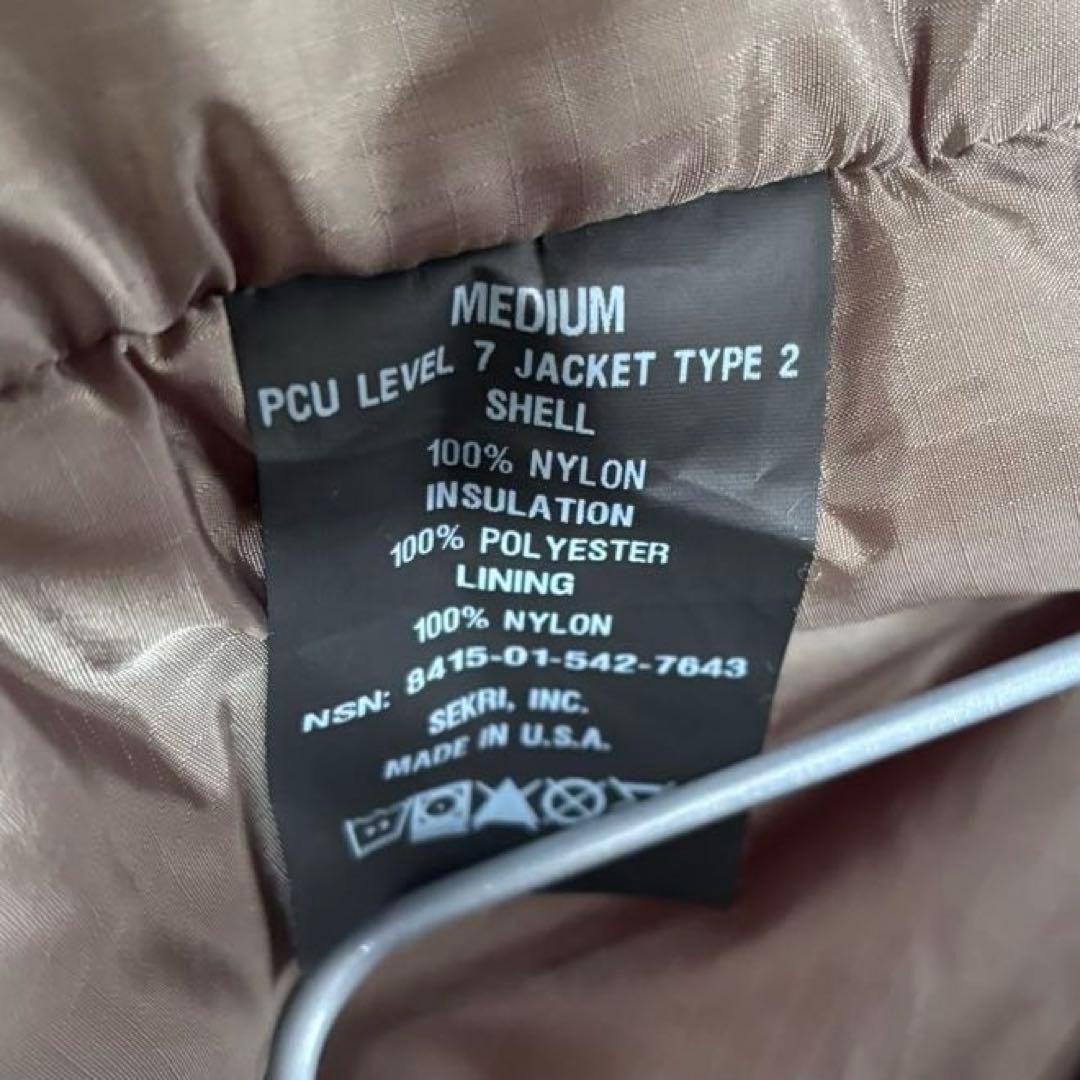 MEDIUM
PCU LEVEL 7 JACKET TYPE 2
SHELL
100% NYLON
INSULATION
100% POLYESTER
LINING
100% NYLON
NSN: 8415-01-542-7643
SEKRI, INC.
MADE IN U.S.A.